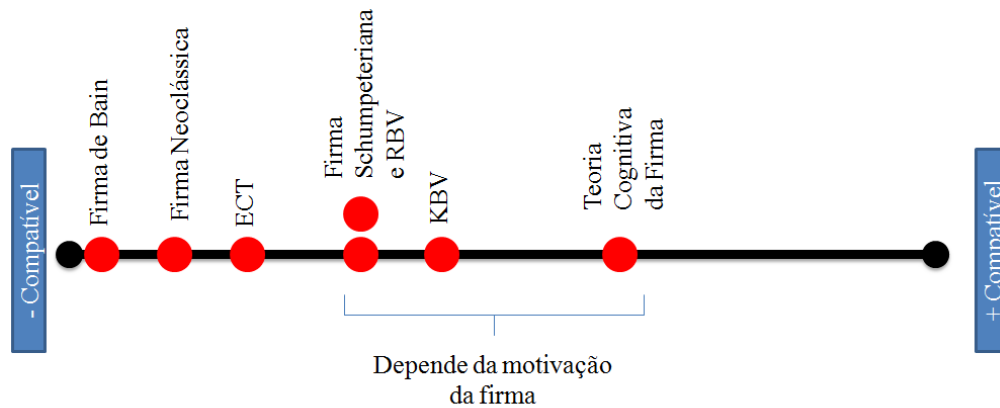 - Compatível
Firma de Bain
Firma Neoclássica
ECT
Firma
Schumpeteriana
e RBV
KBV
Teoria
Cognitiva
da Firma
+ Compatível
Depende da motivação
da firma